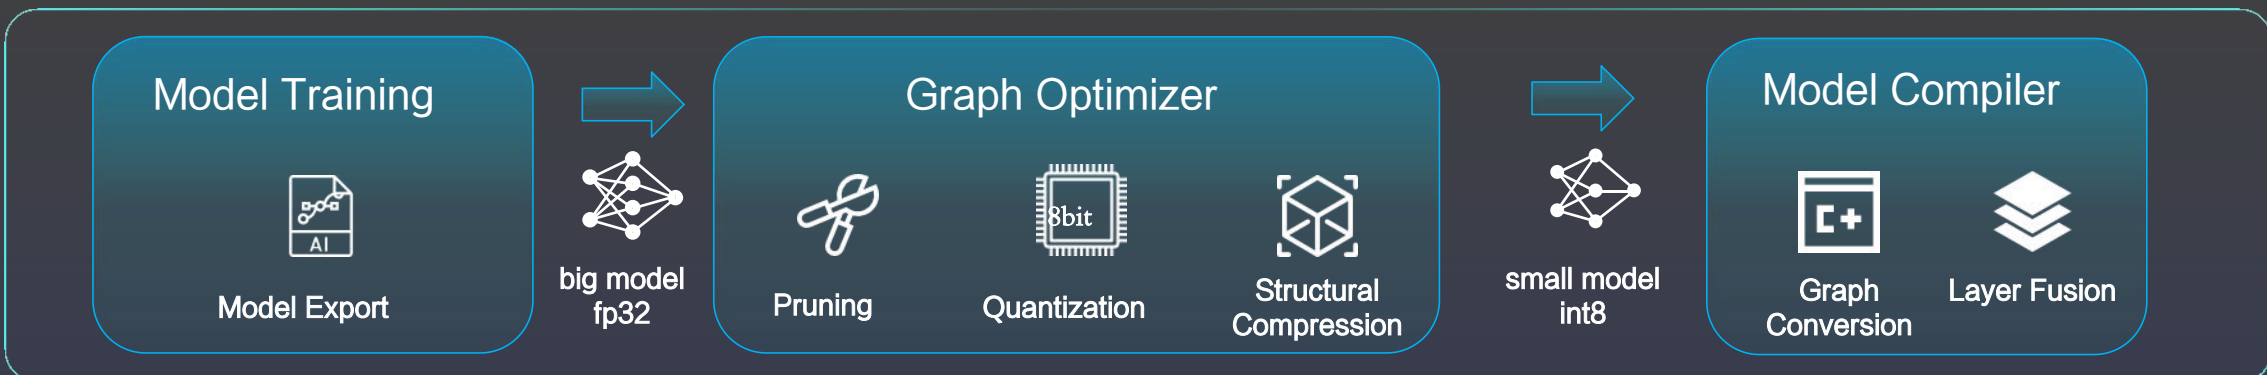 Model Training
AI
Model Export
big model
fp32
Graph Optimizer
Pruning
8bit
Quantization
Structural
Compression
small model
int8
Model Compiler
C+
Graph
Conversion
Layer Fusion